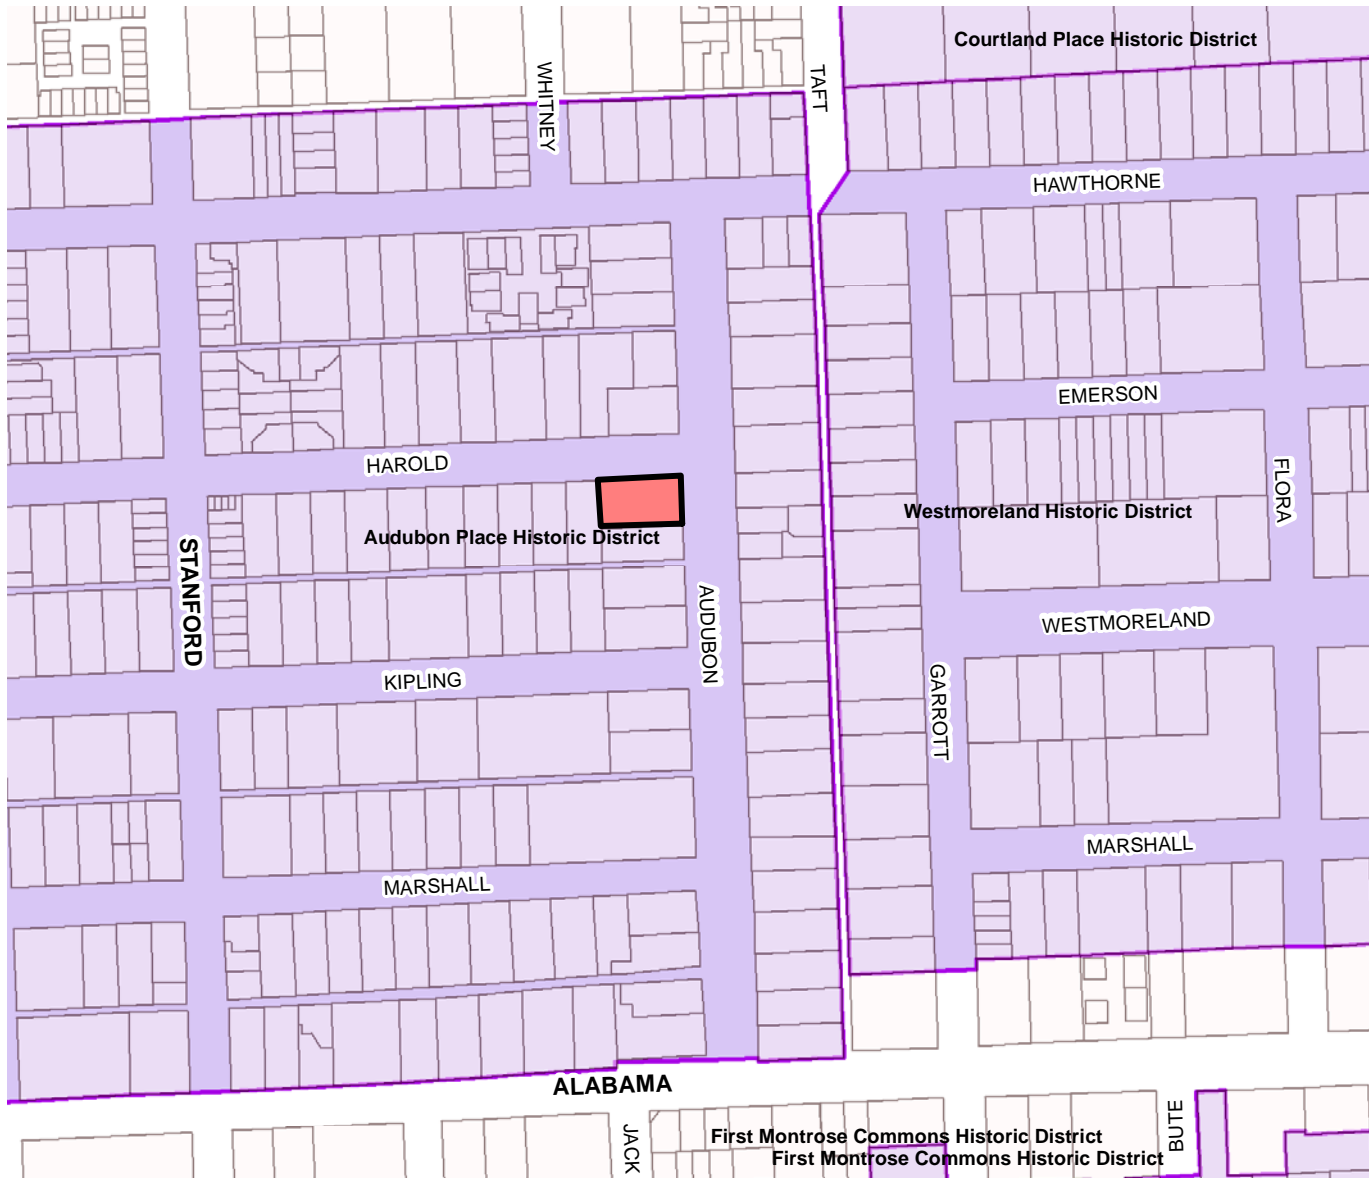 Courtland Place Historic District
WHITNEY
TAFT
HAWTHORNE
EMERSON
HAROLD
FLORA
Westmoreland Historic District
Audubon Place Historic District
STANFORD
AUDUBON
WESTMORELAND
KIPLING
GARROTT
MARSHALL
MARSHALL
ALABAMA
BUTE
JACK
First Montrose Commons Historic District
First Montrose Commons Historic District